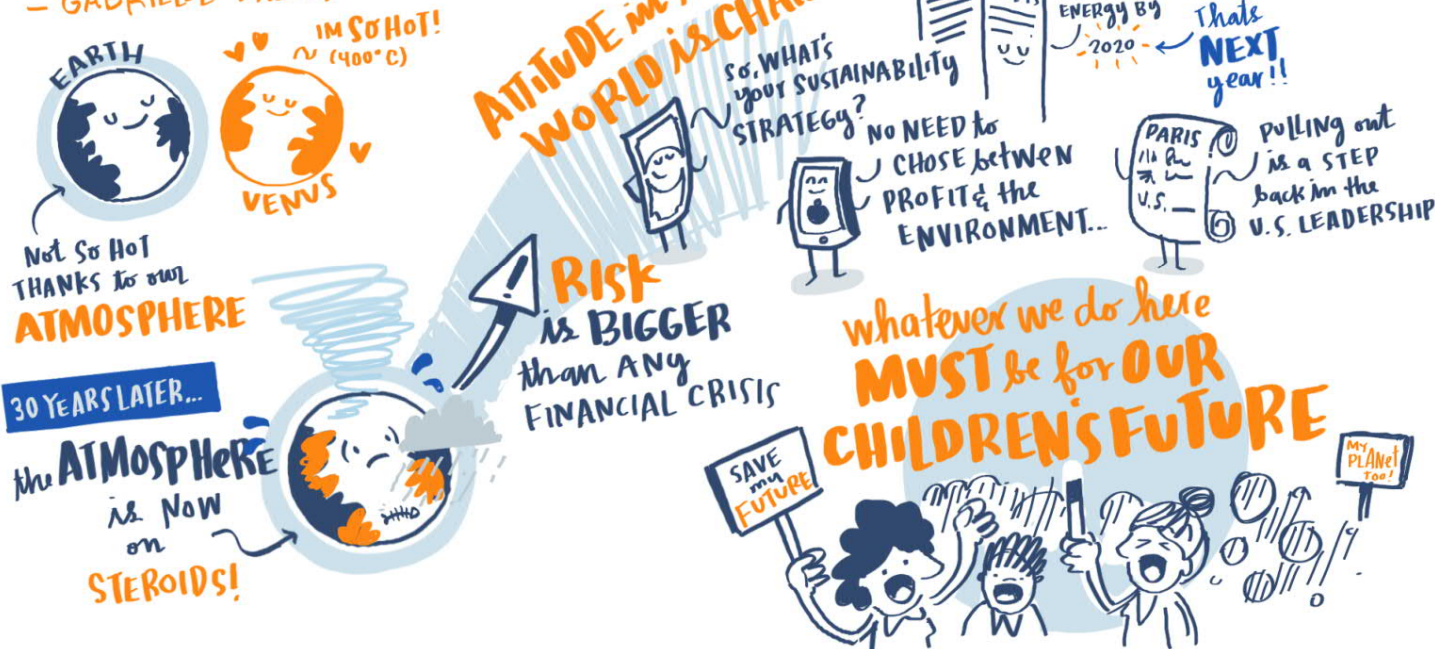 – GABRIELLE
EARTH
IM SO HOT!
~ (400° C)
VENUS
Not So HOT
THANKS to our
ATMOSPHERE
30 YEARS LATER...
the ATMOSPHERE
is NOW
on
STEROIDS!
RISK
is BIGGER
than ANY
FINANCIAL CRISIS
ATTITUDE in
WORLD is
So, WHAT'S
your SUSTAINABILITY
STRATEGY?
NO NEED to
CHOSE betwen
PROFIT & the
ENVIRONMENT...
ENERGY BY
2020
Thats
NEXT
year!!
PARIS
U.S.
PULLING out
is a STEP
back in the
U.S. LEADERSHIP
whatever we do here
MUST be for OUR
CHILDREN'S FUTURE
SAVE
my
FUTURE
MY
PLANET
TOO!